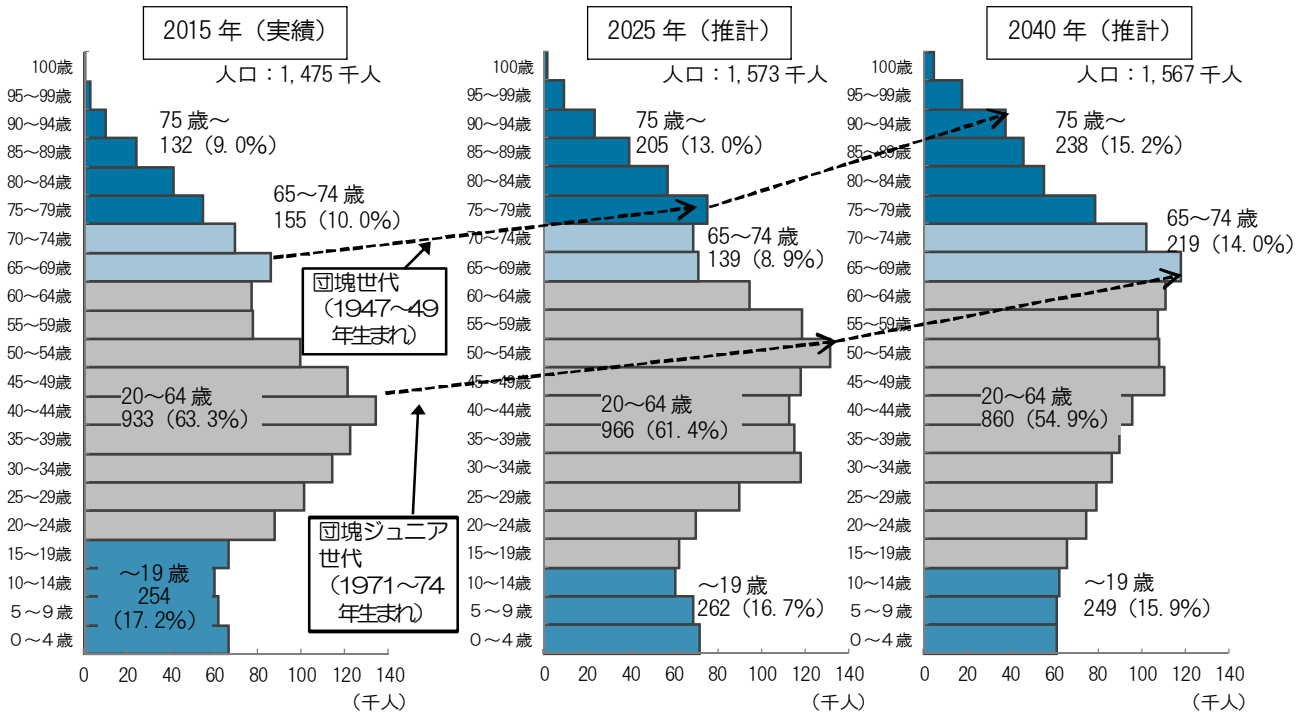 2015 年（実績）
人口：1,475 千人
100歳
95～99歳
90～94歳
85～89歳
80～84歳
75～79歳
70～74歳
65～69歳
60～64歳
55～59歳
50～54歳
45～49歳
40～44歳
35～39歳
30～34歳
25～29歳
20～24歳
15～19歳
10～14歳
5～9歳
0～4歳
75 歳～
132（9.0%）
65～74 歳
155（10.0%）
20～64 歳
933（63.3%）
～19 歳
254
（17.2%）
0 20 40 60 80 100 120 140
（千人）
団塊世代
（1947～49
年生まれ）
団塊ジュニア
世代
（1971～74
年生まれ）
2025 年（推計）
人口：1,573 千人
100歳
95～99歳
90～94歳
85～89歳
80～84歳
75～79歳
70～74歳
65～69歳
60～64歳
55～59歳
50～54歳
45～49歳
40～44歳
35～39歳
30～34歳
25～29歳
20～24歳
15～19歳
10～14歳
5～9歳
0～4歳
75 歳～
205（13.0%）
65～74 歳
139（8.9%）
20～64 歳
966（61.4%）
～19 歳
262（16.7%）
0 20 40 60 80 100 120 140
（千人）
2040 年（推計）
人口：1,567 千人
100歳
95～99歳
90～94歳
85～89歳
80～84歳
75～79歳
70～74歳
65～69歳
60～64歳
55～59歳
50～54歳
45～49歳
40～44歳
35～39歳
30～34歳
25～29歳
20～24歳
15～19歳
10～14歳
5～9歳
0～4歳
75 歳～
238（15.2%）
65～74 歳
219（14.0%）
20～64 歳
860（54.9%）
～19 歳
249（15.9%）
0 20 40 60 80 100 120 140
（千人）